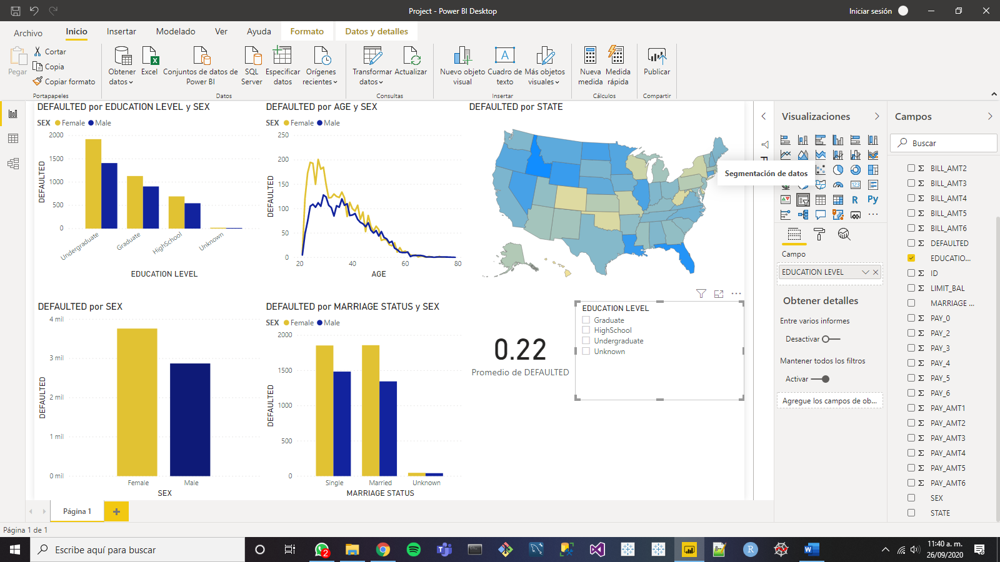 Project - Power BI Desktop
Iniciar sesión
Archivo
Inicio
Insertar
Modelado
Ver
Ayuda
Formato
Datos y detalles
Pegar
Cortar
Copia
Copiar formato
Portapapeles
Obtener datos
Excel
Conjuntos de datos de Power BI
SQL Server
Especificar datos
Orígenes recientes
Datos
Transformar datos
Actualizar
Consultas
Nuevo objeto visual
Cuadro de texto
Más objetos visuales
Insertar
Nueva medida
Medida rápida
Cálculos
Publicar
Compartir
DEFAULTED por EDUCATION LEVEL y SEX
SEX Female Male
2000
1500
1000
500
0
DEFAULTED
Undergraduate
Graduate
HighSchool
Unknown
EDUCATION LEVEL
DEFAULTED por AGE y SEX
SEX Female Male
250
200
150
100
50
0
DEFAULTED
20 40 60 80
AGE
DEFAULTED por STATE
DEFAULTED por SEX
4 mil
3 mil
2 mil
1 mil
0 mil
DEFAULTED
Female Male
SEX
DEFAULTED por MARRIAGE STATUS y SEX
SEX Female Male
2000
1500
1000
500
0
DEFAULTED
Single Married Unknown
MARRIAGE STATUS
0.22
Promedio de DEFAULTED
EDUCATION LEVEL
Graduate
HighSchool
Undergraduate
Unknown
Visualizaciones
Segmentación de datos
123
R
Py
Campo
EDUCATION LEVEL
Obtener detalles
Entre varios informes
Desactivar
Mantener todos los filtros
Activar
Agregue los campos de ob...
Campos
Buscar
BILL_AMT2
BILL_AMT3
BILL_AMT4
BILL_AMT5
BILL_AMT6
DEFAULTED
EDUCATIO...
ID
LIMIT_BAL
MARRIAGE ...
PAY_0
PAY_2
PAY_3
PAY_4
PAY_5
PAY_6
PAY_AMT1
PAY_AMT2
PAY_AMT3
PAY_AMT4
PAY_AMT5
PAY_AMT6
SEX
STATE
Página 1
Página 1 de 1
Escribe aquí para buscar
2
11:40 a. m.
26/09/2020